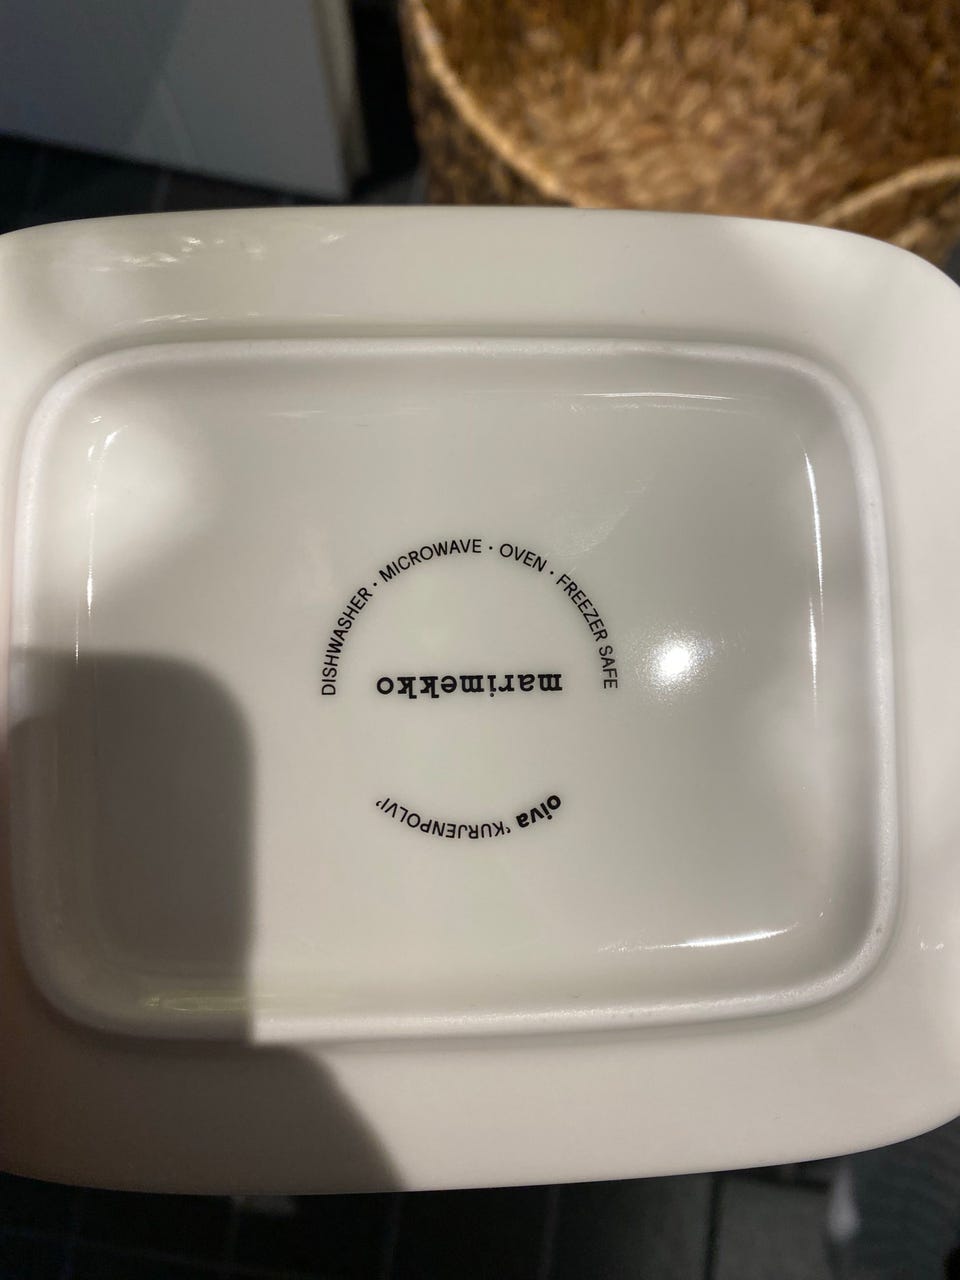 marimekko
oiva 'KURJENPOLVI'
DISHWASHER · MICROWAVE · OVEN · FREEZER SAFE